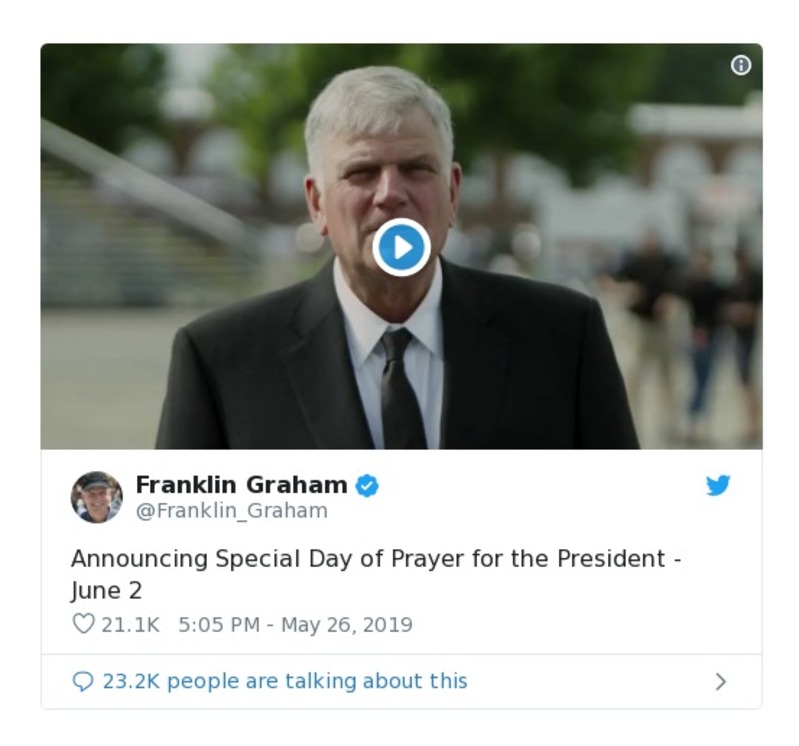 Franklin Graham
@Franklin_Graham
Announcing Special Day of Prayer for the President -
June 2
21.1K 5:05 PM - May 26, 2019
23.2K people are talking about this